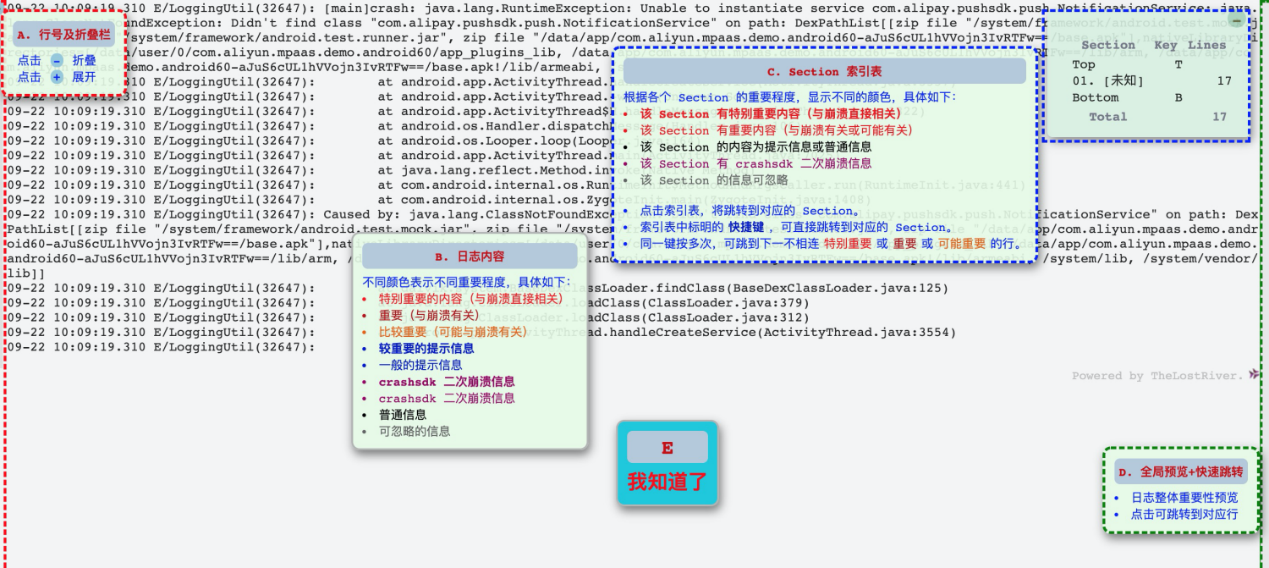 09-22 10:09:19.310 E/LoggingUtil(32647): [main]crash: java.lang.RuntimeException: Unable to instantiate service com.alipay.pushsdk.push.NotificationService: java.
FoundException: Didn't find class "com.alipay.pushsdk.push.NotificationService" on path: DexPathList[[zip file "/system/framework/android.test.mo
/system/framework/android.test.runner.jar", zip file "/data/app/com.aliyun.mpaas.demo.android60-aJuS6cUL1hVVojn3IvRTFw==/base.apk"],nativeLibrary
/data/user/0/com.aliyun.mpaas.demo.android60/app_plugins_lib, /data
demo.android60-aJuS6cUL1hVVojn3IvRTFw==/base.apk!/lib/armeabi,
A. 行号及折叠栏
点击 − 折叠
点击 + 展开
Section Key Lines
Top T
01. [未知] 17
Bottom B
Total 17
C. Section 索引表
根据各个 Section 的重要程度，显示不同的颜色，具体如下：
• 该 Section 有特别重要内容（与崩溃直接相关）
• 该 Section 有重要内容（与崩溃有关或可能有关）
• 该 Section 的内容为提示信息或普通信息
• 该 Section 有 crashsdk 二次崩溃信息
• 该 Section 的信息可忽略
• 点击索引表，将跳转到对应的 Section。
• 索引表中标明的 快捷键 ，可直接跳转到对应的 Section。
• 同一键按多次，可跳到下一不相连 特别重要 或 重要 或 可能重要 的行。
09-22 10:09:19.310 E/LoggingUtil(32647): at android.app.ActivityThread.
09-22 10:09:19.310 E/LoggingUtil(32647): at android.app.ActivityThread.
09-22 10:09:19.310 E/LoggingUtil(32647): at android.app.ActivityThread$
09-22 10:09:19.310 E/LoggingUtil(32647): at android.os.Handler.dispatch
09-22 10:09:19.310 E/LoggingUtil(32647): at android.os.Looper.loop(Loop
09-22 10:09:19.310 E/LoggingUtil(32647): at android.app.ActivityThread.
09-22 10:09:19.310 E/LoggingUtil(32647): at java.lang.reflect.Method.invoke
09-22 10:09:19.310 E/LoggingUtil(32647): at com.android.internal.os.Run
09-22 10:09:19.310 E/LoggingUtil(32647): at com.android.internal.os.Zyg
09-22 10:09:19.310 E/LoggingUtil(32647): Caused by: java.lang.ClassNotFoundExc
" on path: Dex
PathList[[zip file "/system/framework/android.test.mock.jar", zip file "/system
oid60-aJuS6cUL1hVVojn3IvRTFw==/base.apk"],nat
android60-aJuS6cUL1hVVojn3IvRTFw==/lib/arm,
/system/lib, /system/vendor/
lib]]
09-22 10:09:19.310 E/LoggingUtil(32647): ClassLoader.findClass(BaseDexClassLoader.java:125)
09-22 10:09:19.310 E/LoggingUtil(32647): loadClass(ClassLoader.java:379)
09-22 10:09:19.310 E/LoggingUtil(32647): loadClass(ClassLoader.java:312)
09-22 10:09:19.310 E/LoggingUtil(32647): ActivityThread.handleCreateService(ActivityThread.java:3554)
09-22 10:09:19.310 E/LoggingUtil(32647):
B. 日志内容
不同颜色表示不同重要程度，具体如下：
• 特别重要的内容（与崩溃直接相关）
• 重要（与崩溃有关）
• 比较重要（可能与崩溃有关）
• 较重要的提示信息
• 一般的提示信息
• crashsdk 二次崩溃信息
• crashsdk 二次崩溃信息
• 普通信息
• 可忽略的信息
Powered by TheLostRiver.
E
我知道了
D. 全局预览+快速跳转
• 日志整体重要性预览
• 点击可跳转到对应行